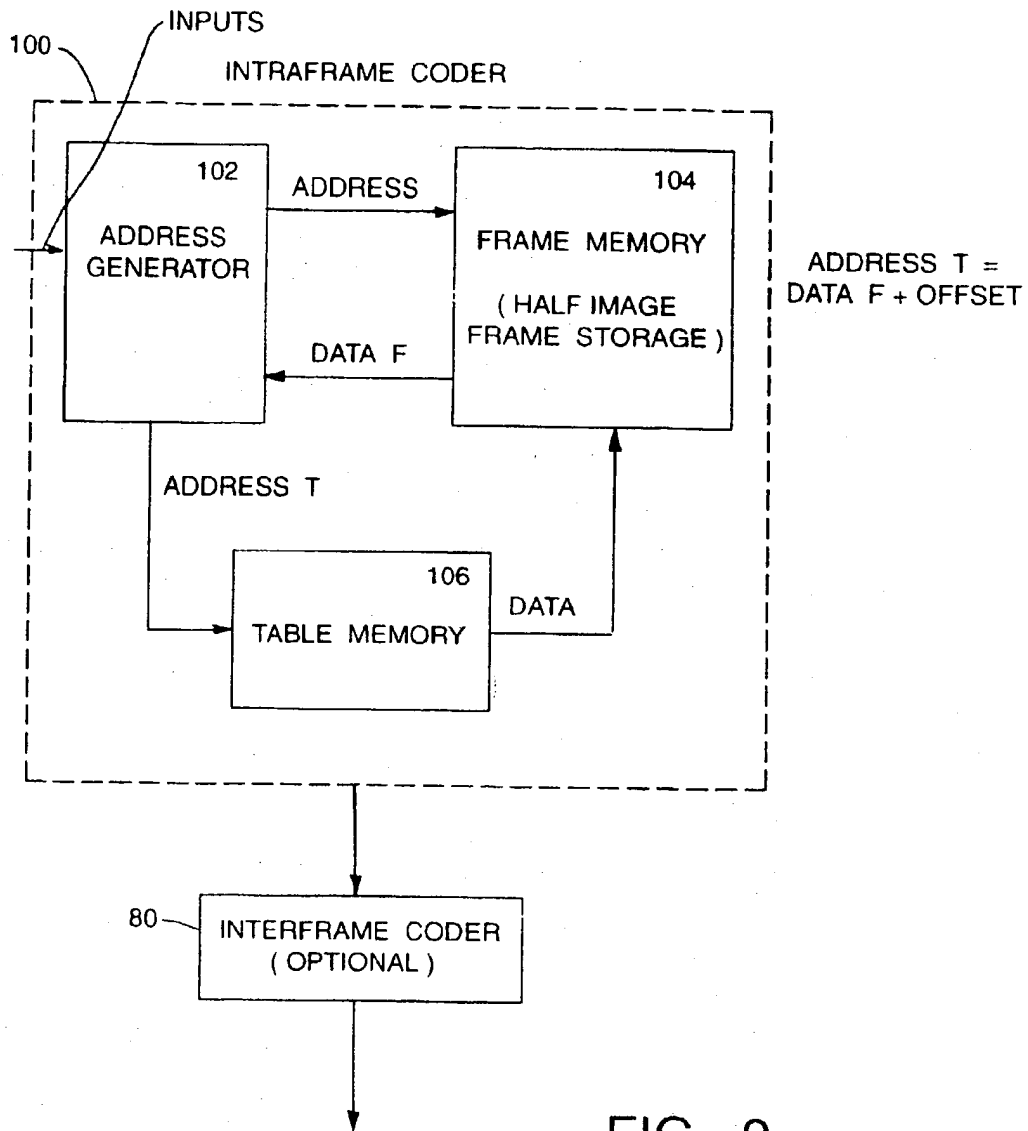 INPUTS
100
INTRAFRAME CODER
102
ADDRESS
GENERATOR
ADDRESS
104
FRAME MEMORY
( HALF IMAGE
FRAME STORAGE )
DATA F
ADDRESS T =
DATA F + OFFSET
ADDRESS T
106
TABLE MEMORY
DATA
80
INTERFRAME CODER
( OPTIONAL )